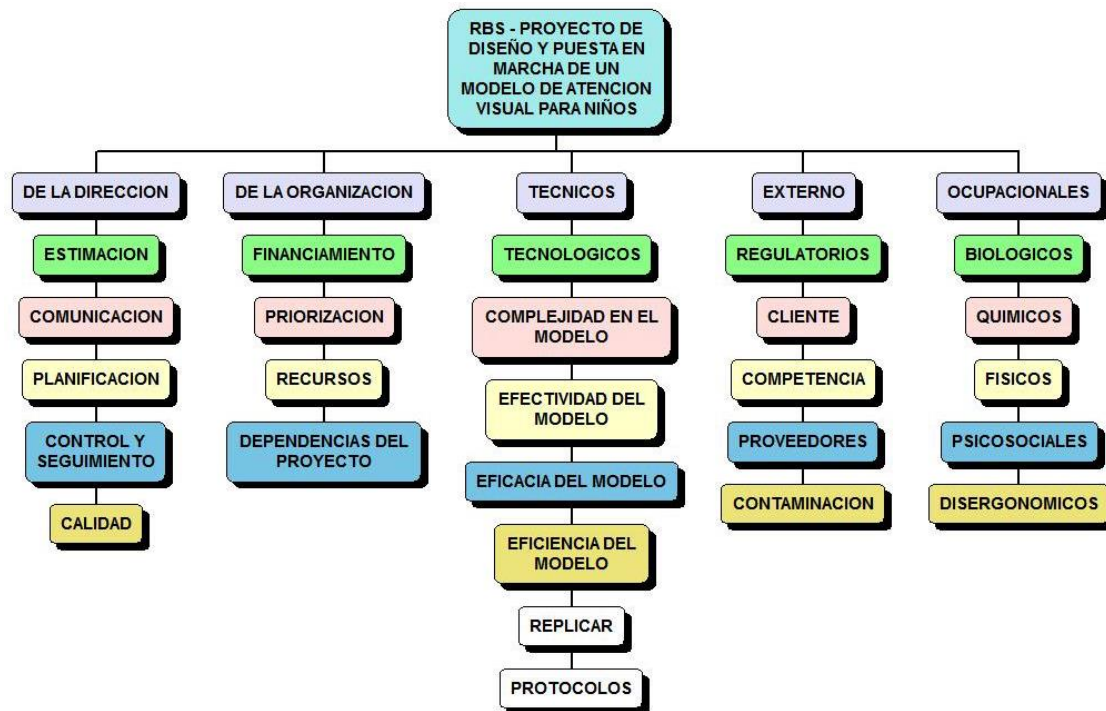 RBS - PROYECTO DE
DISEÑO Y PUESTA EN
MARCHA DE UN
MODELO DE ATENCION
VISUAL PARA NIÑOS
DE LA DIRECCION
ESTIMACION
COMUNICACION
PLANIFICACION
CONTROL Y
SEGUIMIENTO
CALIDAD
DE LA ORGANIZACION
FINANCIAMIENTO
PRIORIZACION
RECURSOS
DEPENDENCIAS DEL
PROYECTO
TECNICOS
TECNOLOGICOS
COMPLEJIDAD EN EL
MODELO
EFECTIVIDAD DEL
MODELO
EFICACIA DEL MODELO
EFICIENCIA DEL
MODELO
REPLICAR
PROTOCOLOS
EXTERNO
REGULATORIOS
CLIENTE
COMPETENCIA
PROVEEDORES
CONTAMINACION
OCUPACIONALES
BIOLOGICOS
QUIMICOS
FISICOS
PSICOSOCIALES
DISERGONOMICOS